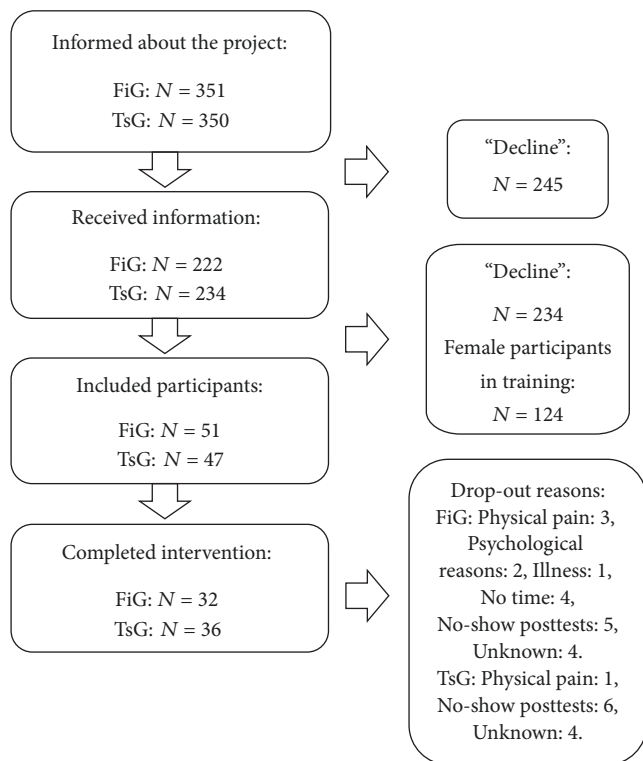 Informed about the project:
FiG: N = 351
TsG: N = 350
“Decline”:
N = 245
Received information:
FiG: N = 222
TsG: N = 234
“Decline”:
N = 234
Female participants
in training:
N = 124
Included participants:
FiG: N = 51
TsG: N = 47
Completed intervention:
FiG: N = 32
TsG: N = 36
Drop-out reasons:
FiG: Physical pain: 3,
Psychological
reasons: 2, Illness: 1,
No time: 4,
No-show posttests: 5,
Unknown: 4.
TsG: Physical pain: 1,
No-show posttests: 6,
Unknown: 4.